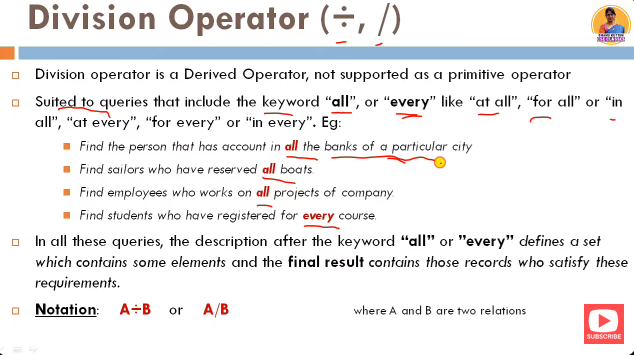 Division Operator (÷, /)
Division operator is a Derived Operator, not supported as a primitive operator
Suited to queries that include the keyword “all”, or “every” like “at all”, “for all” or “in
all”, “at every”, “for every” or “in every”. Eg:
Find the person that has account in all the banks of a particular city
Find sailors who have reserved all boats.
Find employees who works on all projects of company.
Find students who have registered for every course.
In all these queries, the description after the keyword “all” or ”every” defines a set
which contains some elements and the final result contains those records who satisfy these
requirements.
Notation: A÷B or A/B where A and B are two relations
SUBSCRIBE